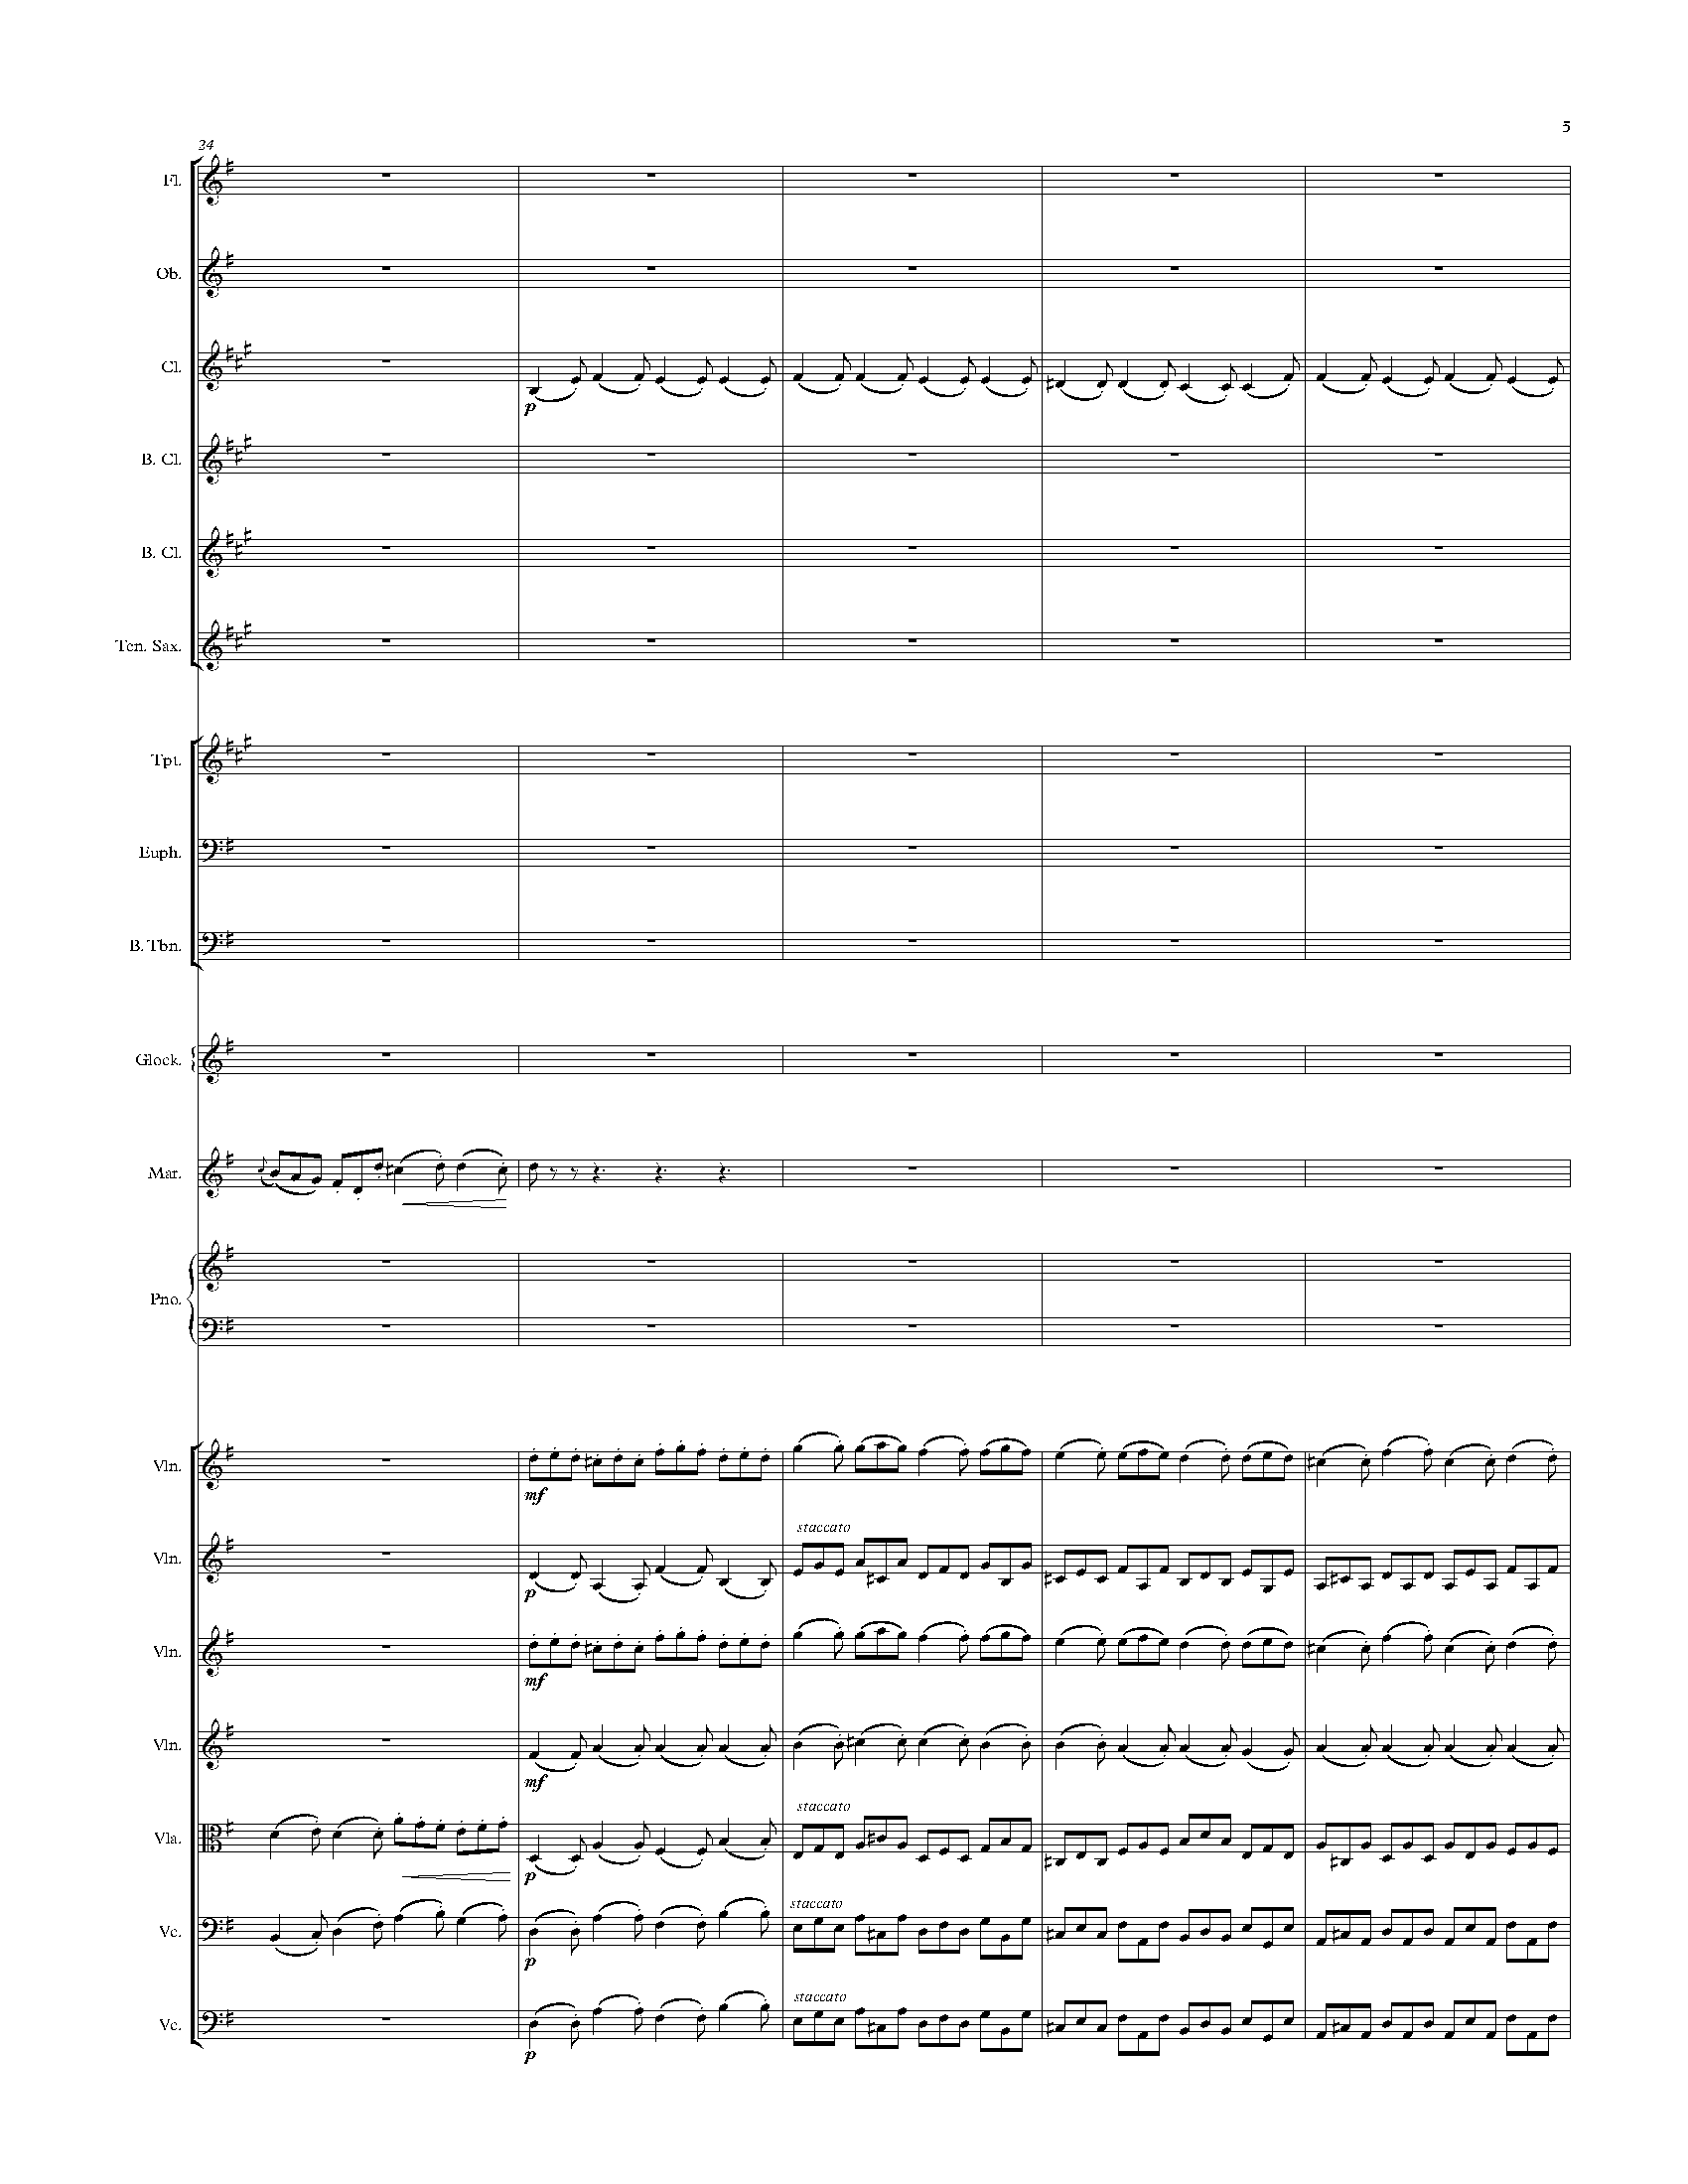 5
34
Fl.
Ob.
Cl.
p
B. Cl.
B. Cl.
Ten. Sax.
Tpt.
Euph.
B. Tbn.
Glock.
Mar.
Pno.
Vln.
mf
staccato
Vln.
p
Vln.
mf
Vln.
mf
staccato
Vla.
p
staccato
Vc.
p
staccato
Vc.
p